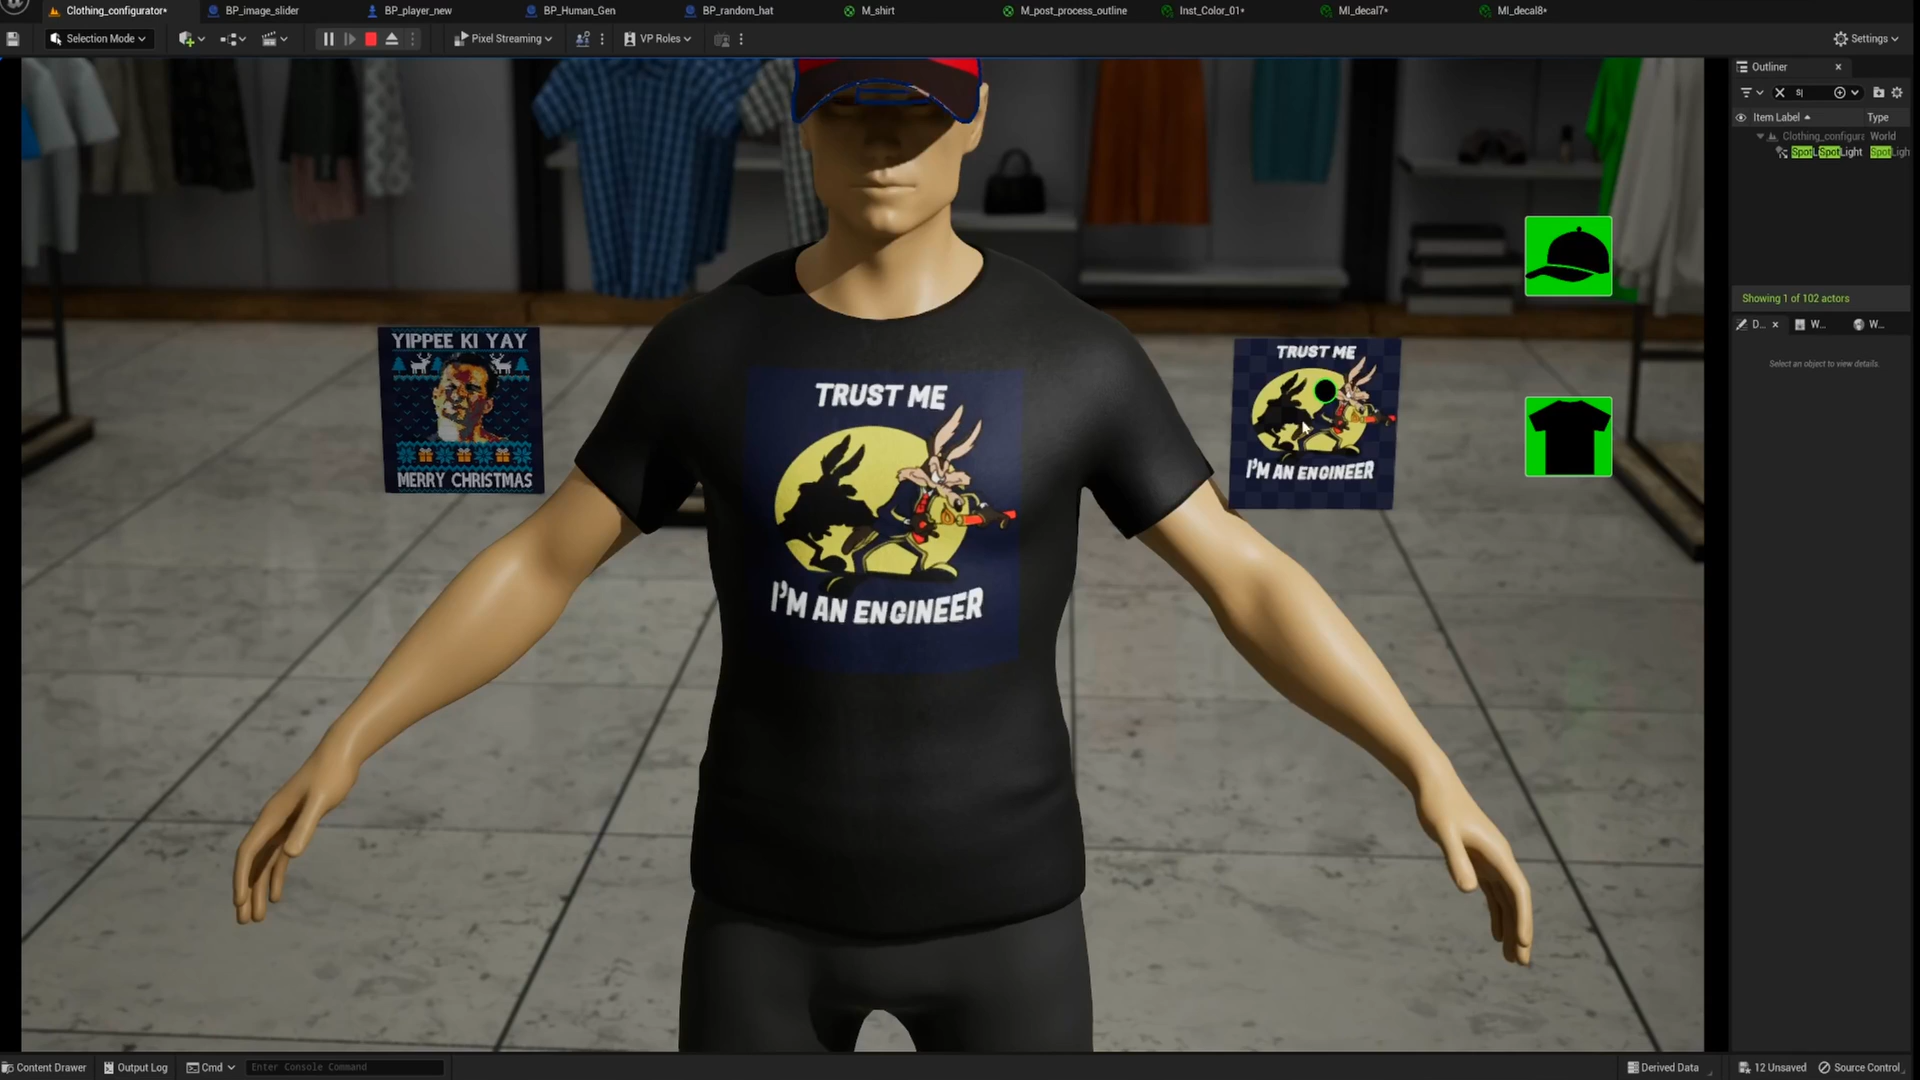 Clothing_configurator*
BP_image_slider
BP_player_new
BP_Human_Gen
BP_random_hat
M_shirt
M_post_process_outline
Inst_Color_01*
MI_decal7*
MI_decal8*
Selection Mode
Pixel Streaming
VP Roles
Settings
Outliner
Item Label
Type
Clothing_configura
World
SpotLight
SpotLigh
Showing 1 of 102 actors
D...
W...
W...
Select an object to view details.
YIPPEE KI YAY
MERRY CHRISTMAS
TRUST ME
I'M AN ENGINEER
TRUST ME
I'M AN ENGINEER
Content Drawer
Output Log
Cmd
Enter Console Command
Derived Data
12 Unsaved
Source Control